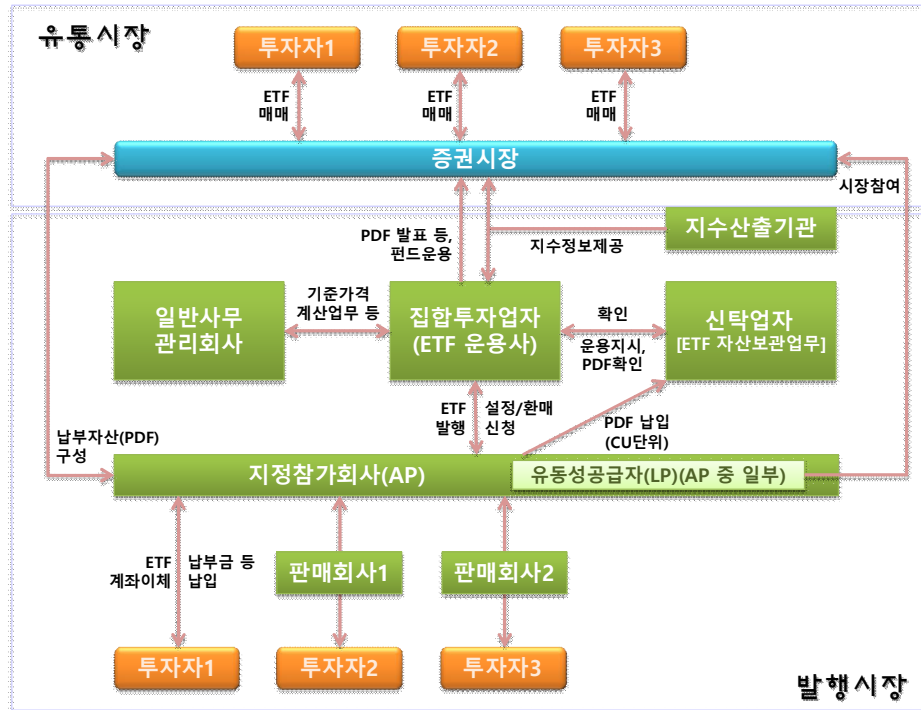 유통시장
투자자1
투자자2
투자자3
ETF
매매
ETF
매매
ETF
매매
증권시장
시장참여
지수산출기관
PDF 발표 등,
펀드운용
지수정보제공
일반사무
관리회사
기준가격
계산업무 등
집합투자업자
(ETF 운용사)
확인
운용지시,
PDF확인
신탁업자
[ETF 자산보관업무]
ETF
발행
설정/환매
신청
PDF 납입
(CU단위)
납부자산(PDF)
구성
지정참가회사(AP)
유동성공급자(LP)(AP 중 일부)
ETF
계좌이체
납부금 등
납입
판매회사1
판매회사2
투자자1
투자자2
투자자3
발행시장